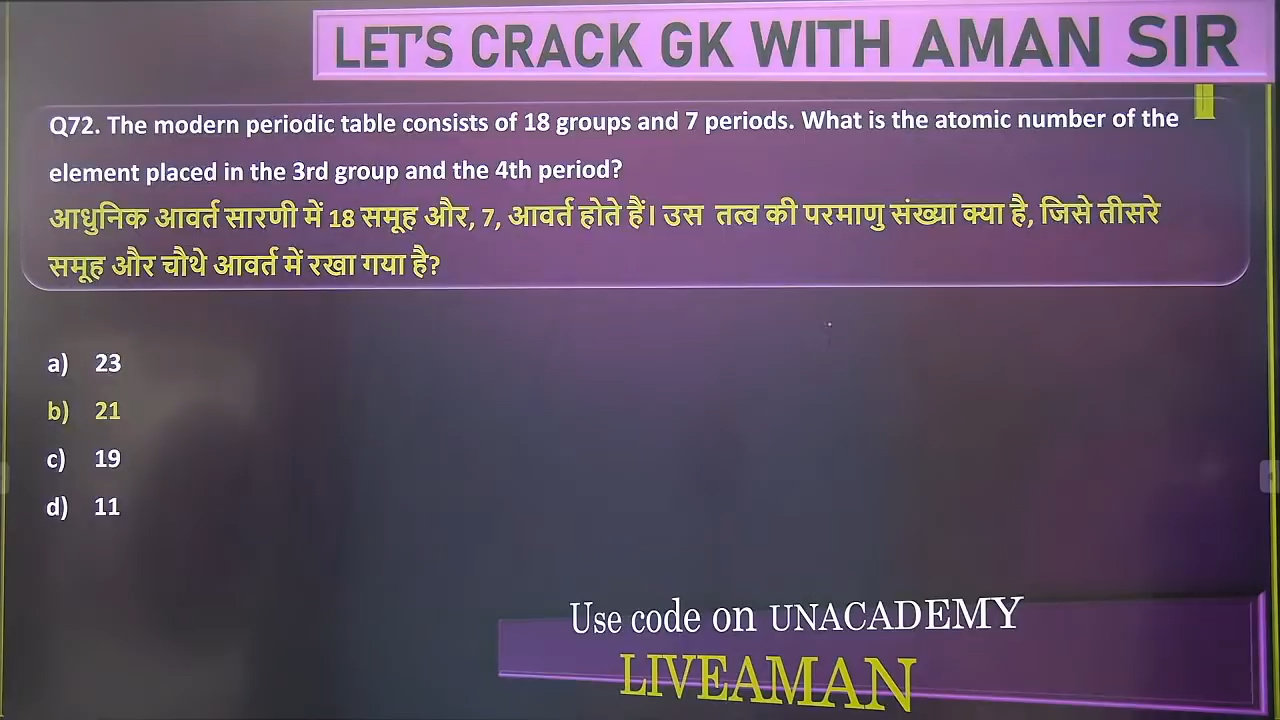 LET'S CRACK GK WITH AMAN SIR
Q72. The modern periodic table consists of 18 groups and 7 periods. What is the atomic number of the
element placed in the 3rd group and the 4th period?
आधुनिक आवर्त सारणी में 18 समूह और, 7, आवर्त होते हैं। उस तत्व की परमाणु संख्या क्या है, जिसे तीसरे
समूह और चौथे आवर्त में रखा गया है?
a) 23
b) 21
c) 19
d) 11
Use code on UNACADEMY
LIVEAMAN